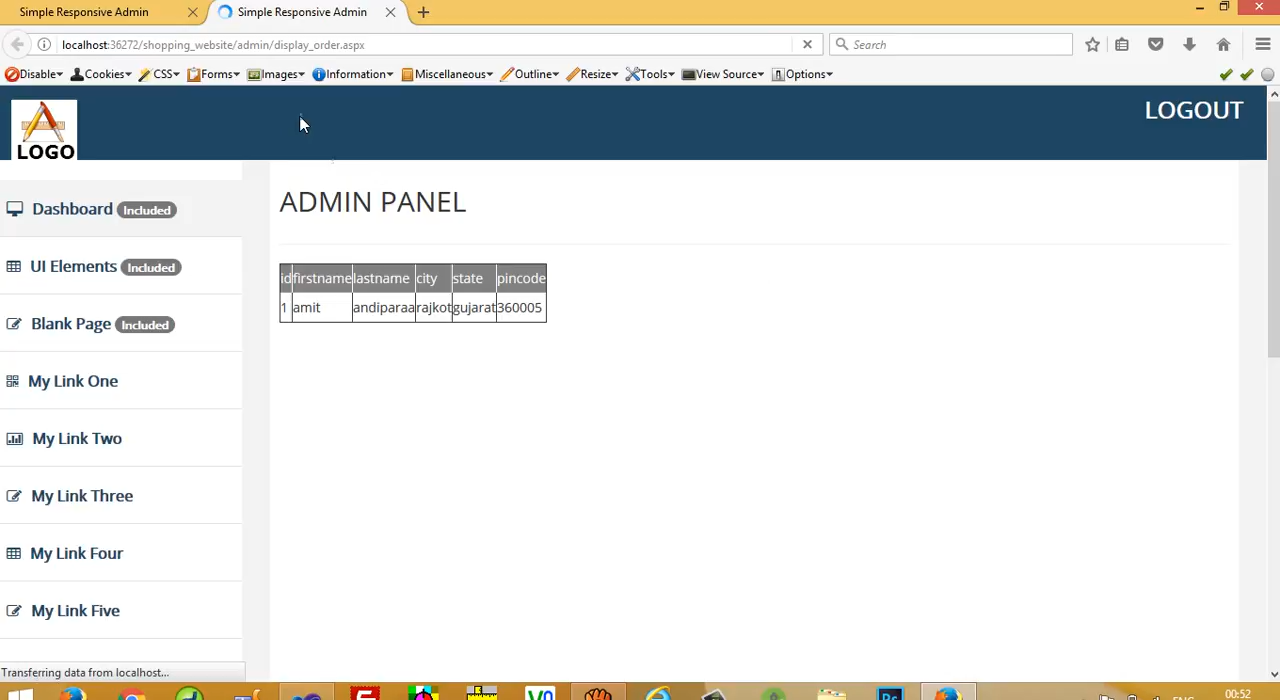 Simple Responsive Admin
Simple Responsive Admin
localhost:36272/shopping_website/admin/display_order.aspx
Search
Disable Cookies CSS Forms Images Information Miscellaneous Outline Resize Tools View Source Options
LOGO
LOGOUT
Dashboard Included
UI Elements Included
Blank Page Included
My Link One
My Link Two
My Link Three
My Link Four
My Link Five
ADMIN PANEL
id firstname lastname city state pincode
1 amit andiparaa rajkot gujarat 360005
Transferring data from localhost...
Ps
00:52